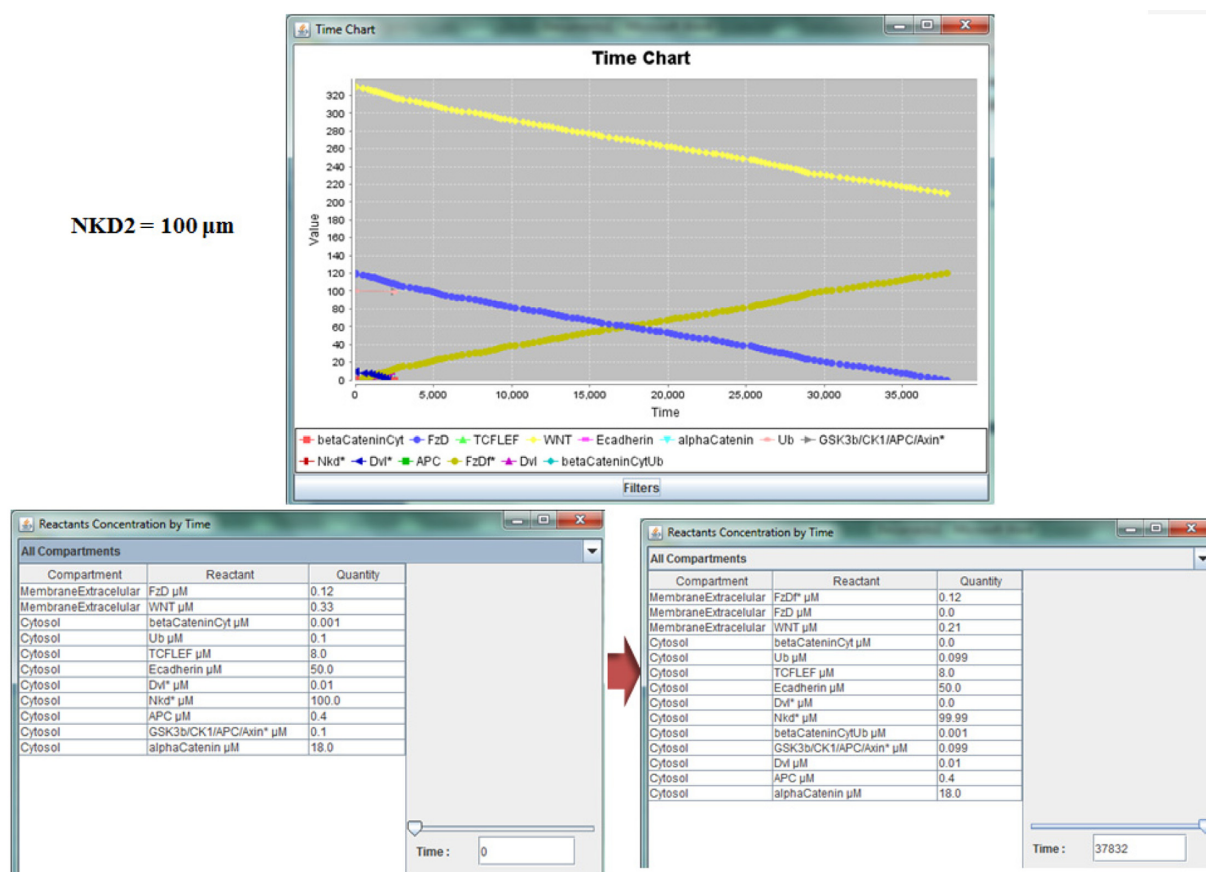 Time Chart
Time Chart
NKD2 = 100 µm
Value
320
300
280
260
240
220
200
180
160
140
120
100
80
60
40
20
0
0 5,000 10,000 15,000 20,000 25,000 30,000 35,000
Time
betaCateninCyt FzD TCFLEF WNT Ecadherin alphaCatenin Ub GSK3b/CK1/APC/Axin*
Nkd* Dvl* APC FzDf* Dvl betaCateninCytUb
Filters
Reactants Concentration by Time
All Compartments
Compartment Reactant Quantity
MembraneExtracelular FzD µM 0.12
MembraneExtracelular WNT µM 0.33
Cytosol betaCateninCyt µM 0.001
Cytosol Ub µM 0.1
Cytosol TCFLEF µM 8.0
Cytosol Ecadherin µM 50.0
Cytosol Dvl* µM 0.01
Cytosol Nkd* µM 100.0
Cytosol APC µM 0.4
Cytosol GSK3b/CK1/APC/Axin* µM 0.1
Cytosol alphaCatenin µM 18.0
Time : 0
Reactants Concentration by Time
All Compartments
Compartment Reactant Quantity
MembraneExtracelular FzDf* µM 0.12
MembraneExtracelular FzD µM 0.0
MembraneExtracelular WNT µM 0.21
Cytosol betaCateninCyt µM 0.0
Cytosol Ub µM 0.099
Cytosol TCFLEF µM 8.0
Cytosol Ecadherin µM 50.0
Cytosol Dvl* µM 0.0
Cytosol Nkd* µM 99.99
Cytosol betaCateninCytUb µM 0.001
Cytosol GSK3b/CK1/APC/Axin* µM 0.099
Cytosol Dvl µM 0.01
Cytosol APC µM 0.4
Cytosol alphaCatenin µM 18.0
Time : 37832